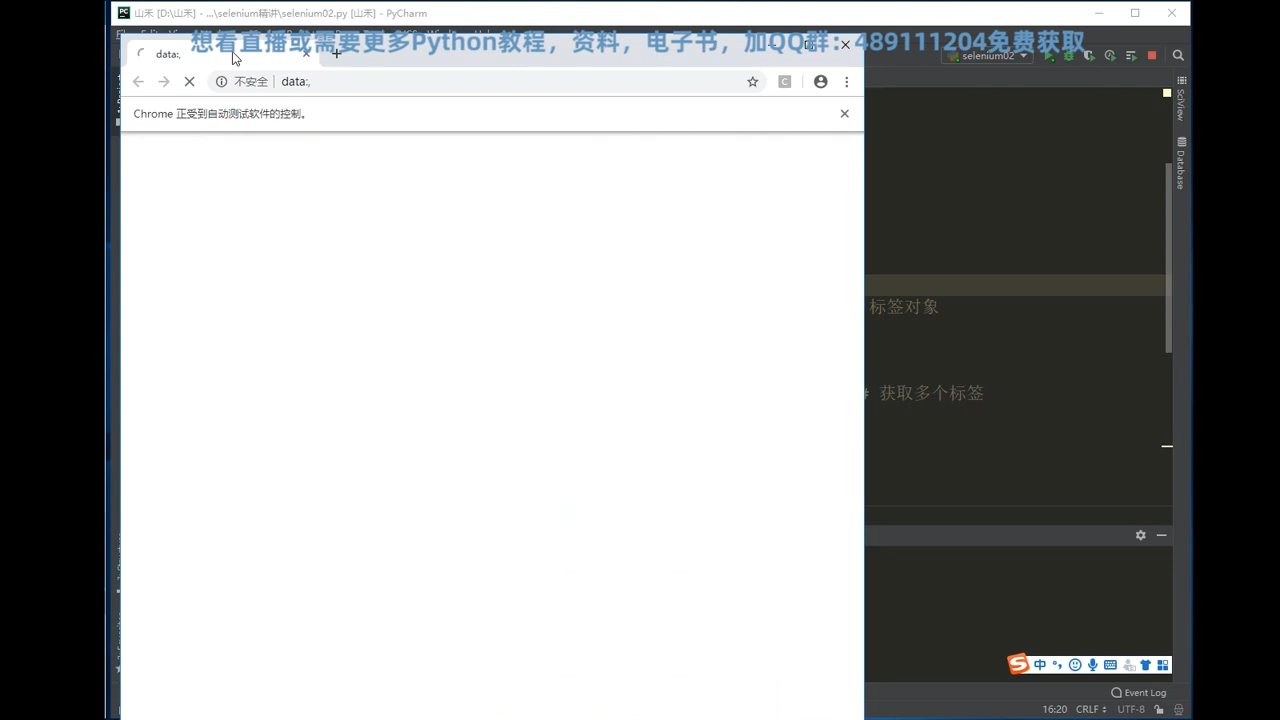 山禾 [D:\山禾] - ...\selenium精讲\selenium02.py [山禾] - PyCharm
想看直播或需要更多Python教程，资料，电子书，加QQ群：489111204免费获取
data:,
selenium02
不安全 data:,
Chrome 正受到自动测试软件的控制。
SciView
Database
标签对象
# 获取多个标签
中
Event Log
16:20 CRLF UTF-8